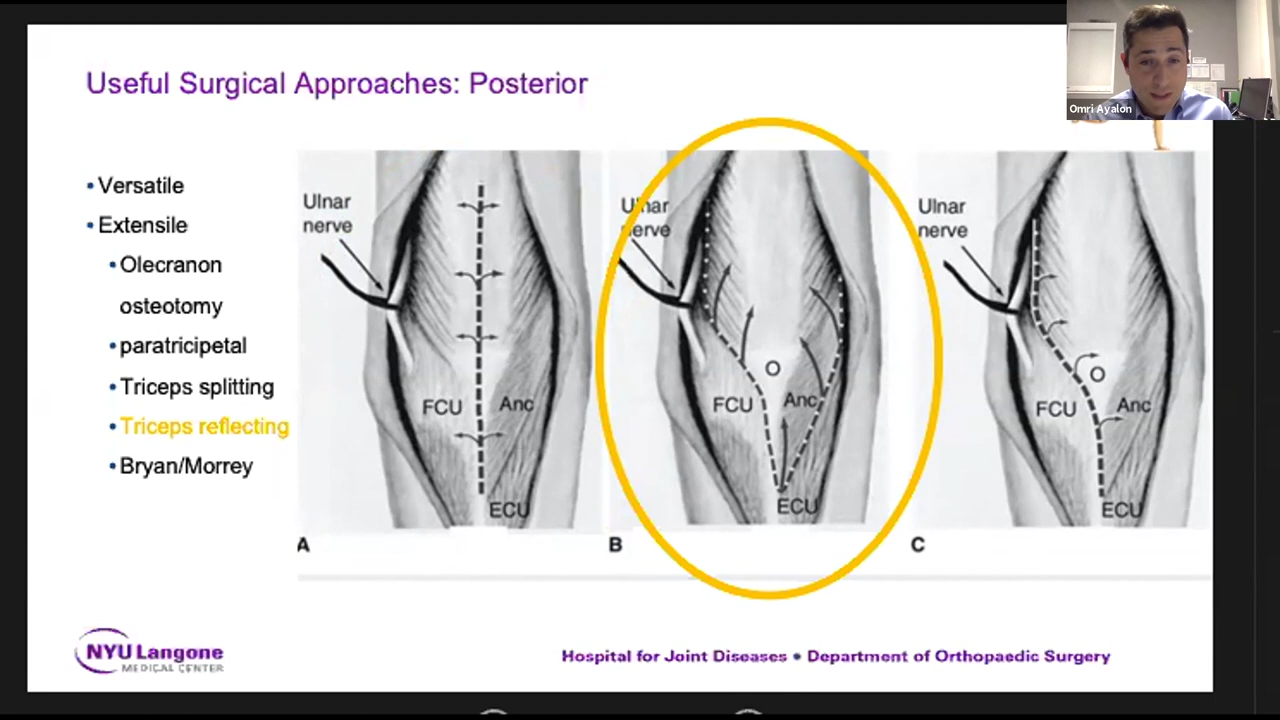 Useful Surgical Approaches: Posterior
Omri Ayalon
• Versatile
• Extensile
• Olecranon
osteotomy
• paratricipetal
• Triceps splitting
• Triceps reflecting
• Bryan/Morrey
Ulnar
nerve
FCU
Anc
ECU
A
Ulnar
nerve
O
FCU
Anc
ECU
B
Ulnar
nerve
O
FCU
Anc
ECU
C
NYU Langone
MEDICAL CENTER
Hospital for Joint Diseases • Department of Orthopaedic Surgery